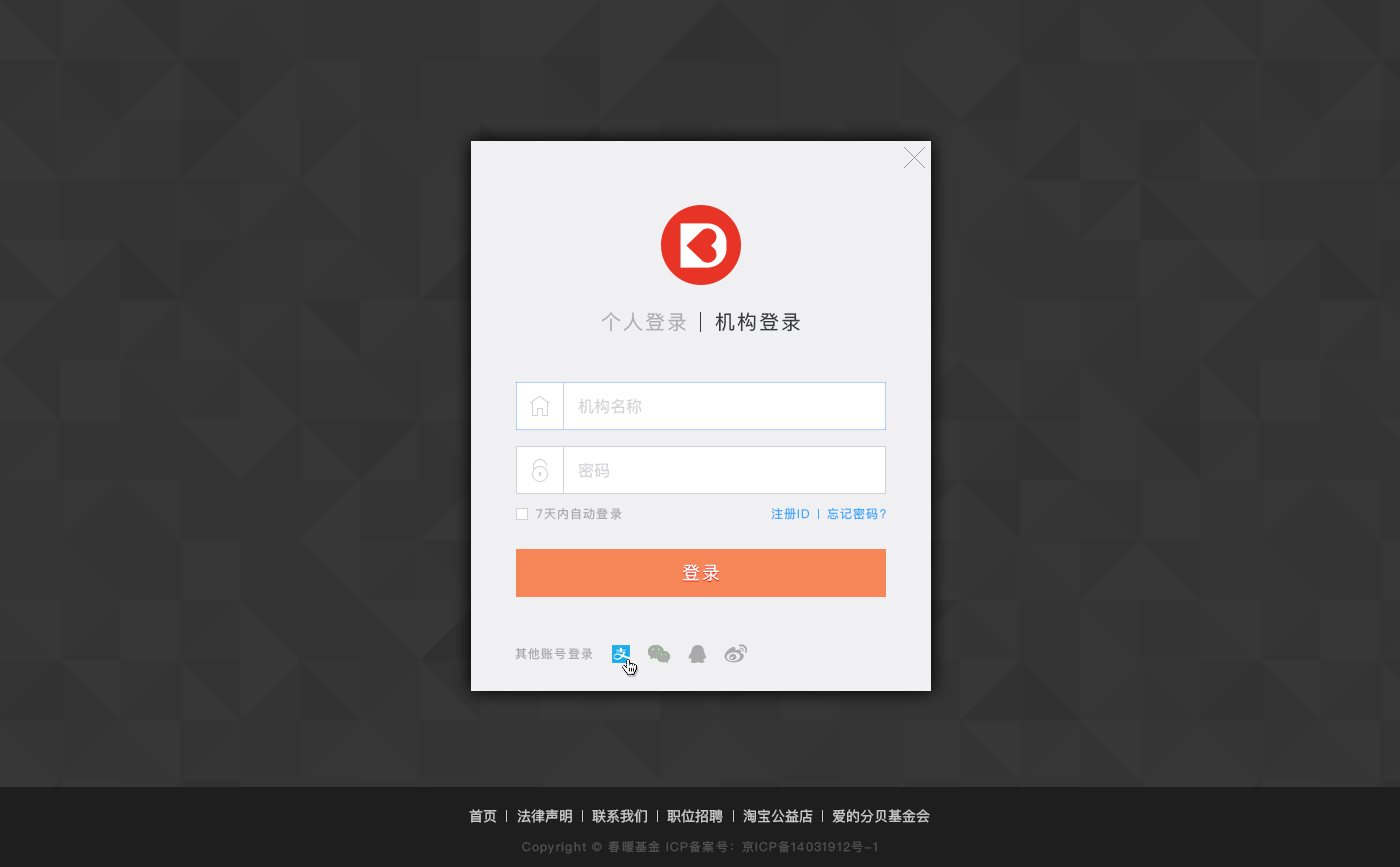 个人登录 | 机构登录
机构名称
密码
7天内自动登录 注册ID | 忘记密码?
登录
其他账号登录 支
首页 | 法律声明 | 联系我们 | 职位招聘 | 淘宝公益店 | 爱的分贝基金会
Copyright © 春暖基金 ICP备案号：京ICP备14031912号-1